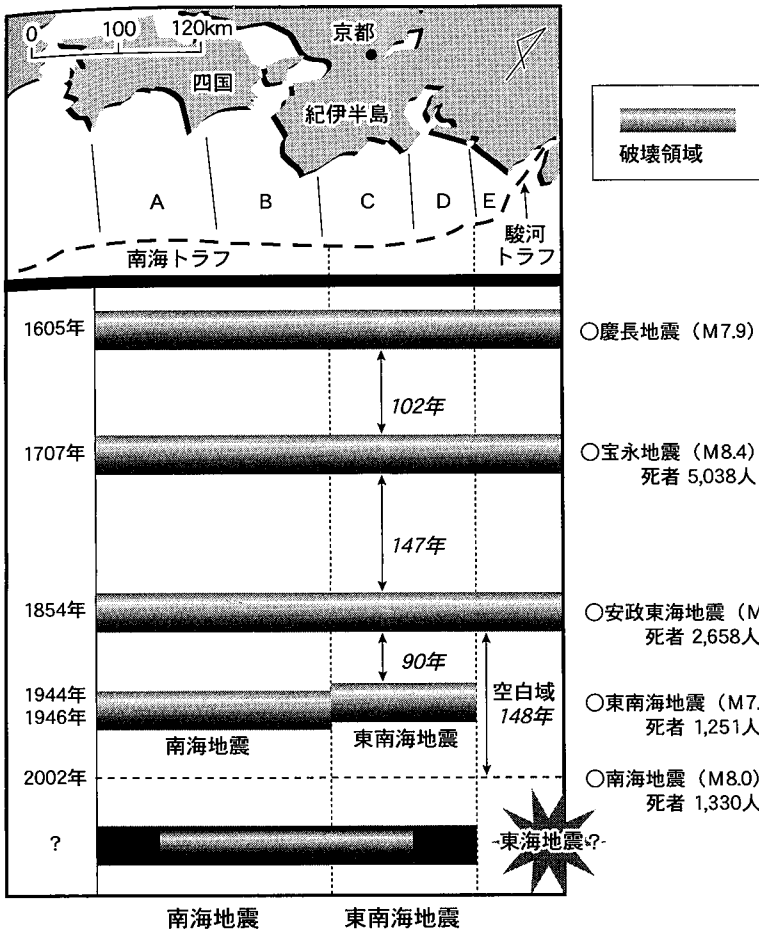 0 100 120km
京都
四国
紀伊半島
A B C D E
南海トラフ
駿河
トラフ
破壊領域
1605年
○慶長地震（M7.9）
102年
1707年
○宝永地震（M8.4）
死者 5,038人
147年
1854年
○安政東海地震（M
死者 2,658人
90年
空白域
148年
1944年
1946年
南海地震
東南海地震
○東南海地震（M7.
死者 1,251人
2002年
○南海地震（M8.0）
死者 1,330人
?
東海地震?
南海地震 東南海地震